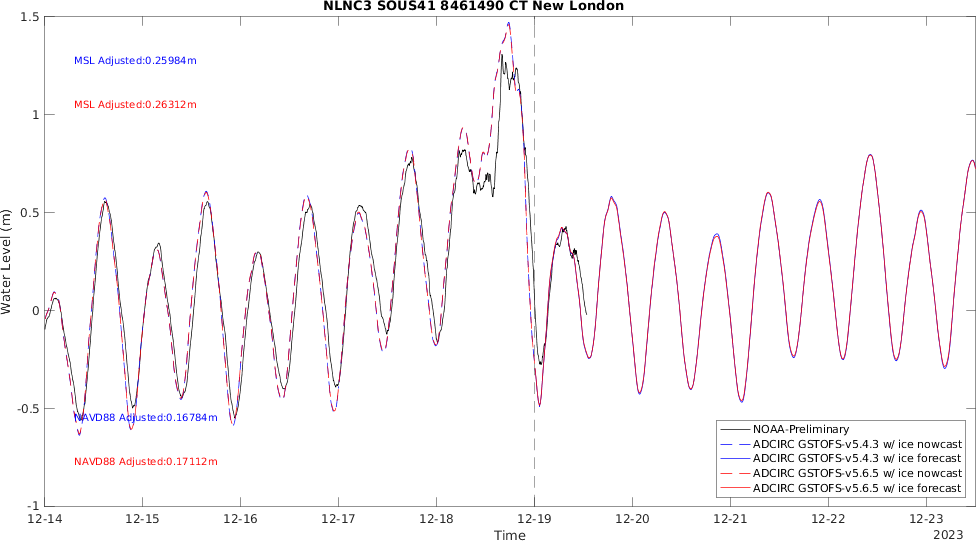 NLNC3 SOUS41 8461490 CT New London
Water Level (m)
1.5
1
0.5
0
-0.5
-1
MSL Adjusted:0.25984m
MSL Adjusted:0.26312m
NAVD88 Adjusted:0.16784m
NAVD88 Adjusted:0.17112m
NOAA-Preliminary
ADCIRC GSTOFS-v5.4.3 w/ ice nowcast
ADCIRC GSTOFS-v5.4.3 w/ ice forecast
ADCIRC GSTOFS-v5.6.5 w/ ice nowcast
ADCIRC GSTOFS-v5.6.5 w/ ice forecast
12-14 12-15 12-16 12-17 12-18 12-19 12-20 12-21 12-22 12-23
Time
2023